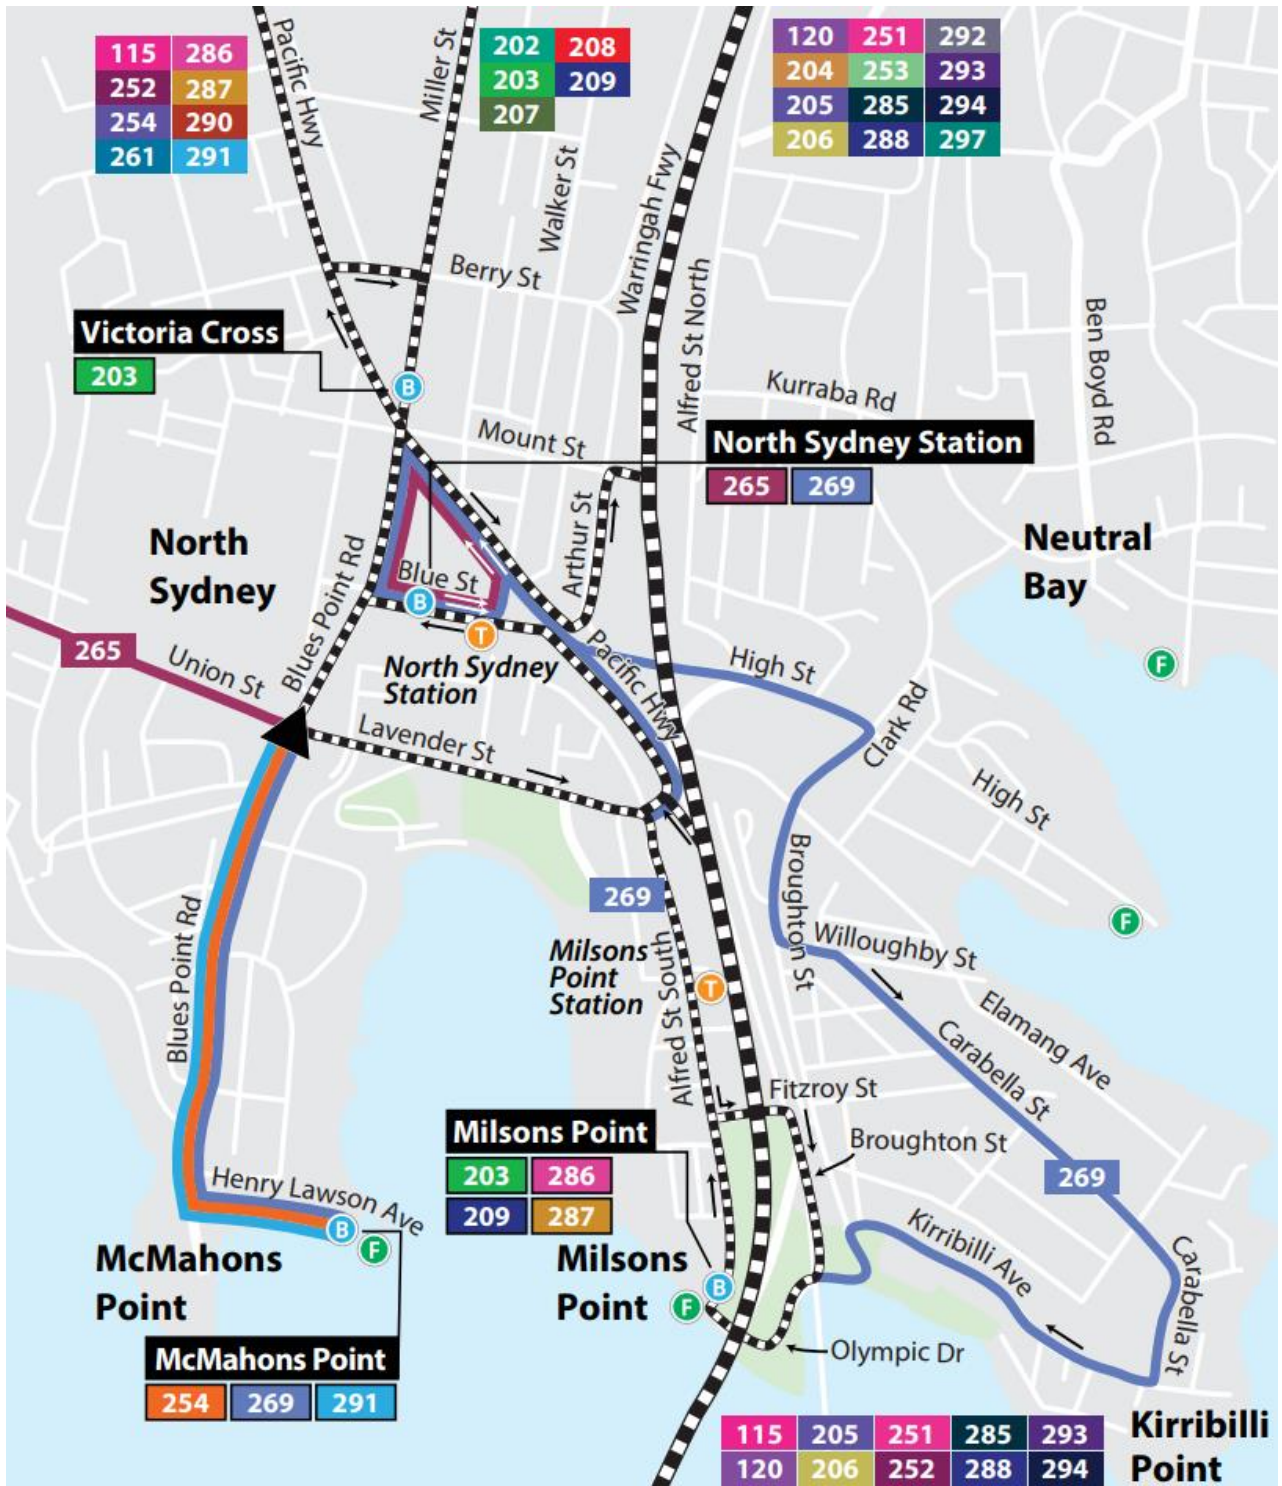 115 286
252 287
254 290
261 291
Pacific Hwy
Miller St
202 208
203 209
207
120 251 292
204 253 293
205 285 294
206 288 297
Walker St
Warringah Fwy
Berry St
Alfred St North
Ben Boyd Rd
Victoria Cross
203
B
Kurraba Rd
Mount St
North Sydney Station
265 269
Arthur St
North
Sydney
Neutral
Bay
Blues Point Rd
Blue St
B
T
F
265
Union St
North Sydney
Station
Pacific Hwy
High St
Clark Rd
Lavender St
High St
Broughton St
269
F
Blues Point Rd
Willoughby St
Milsons
Point
Station
Alfred St South
T
Elamang Ave
Carabella St
Fitzroy St
Milsons Point
203 286
209 287
Broughton St
269
Henry Lawson Ave
B
F
Kirribilli Ave
Carabella St
McMahons
Point
Milsons
Point
B
F
McMahons Point
254 269 291
Olympic Dr
115 205 251 285 293
120 206 252 288 294
Kirribilli
Point